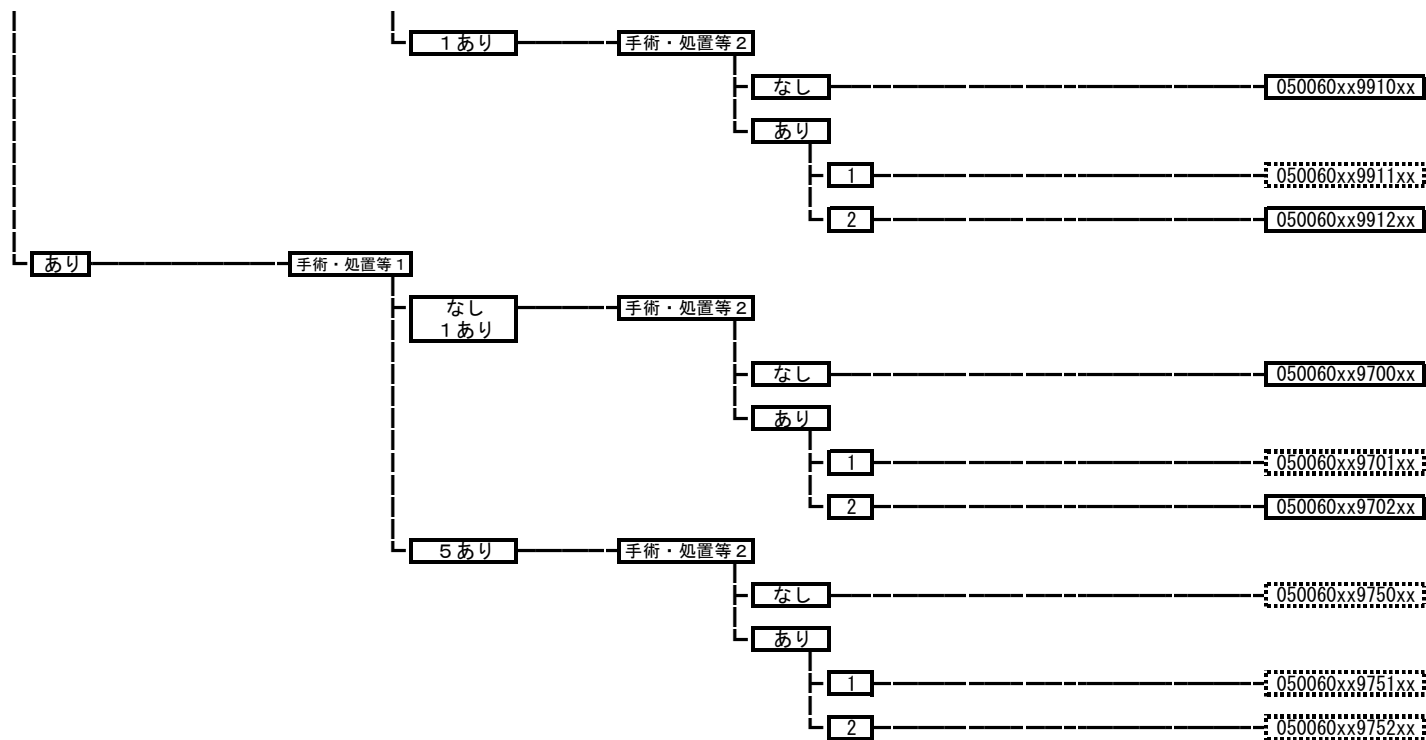 １あり
手術・処置等２
なし
050060xx9910xx
あり
1
050060xx9911xx
2
050060xx9912xx
あり
手術・処置等１
なし
１あり
手術・処置等２
なし
050060xx9700xx
あり
1
050060xx9701xx
2
050060xx9702xx
５あり
手術・処置等２
なし
050060xx9750xx
あり
1
050060xx9751xx
2
050060xx9752xx